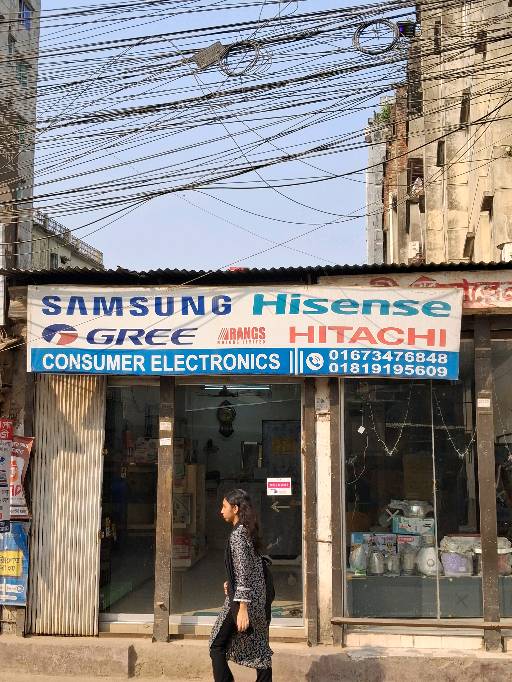 SAMSUNG Hisense
GREE RANGS HITACHI
CONSUMER ELECTRONICS 01673476848
01819195609